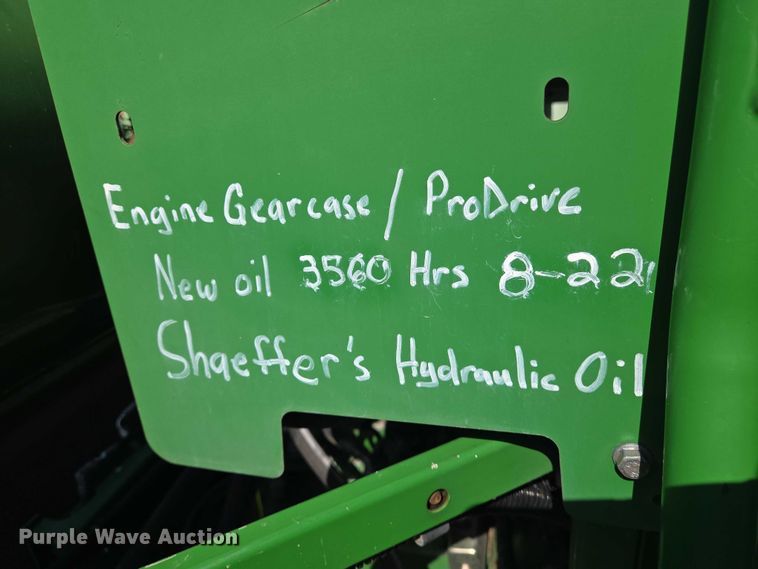 Engine Gearcase / ProDrive
New oil 3560 Hrs 8-22
Shaeffer's Hydraulic Oil
Purple Wave Auction